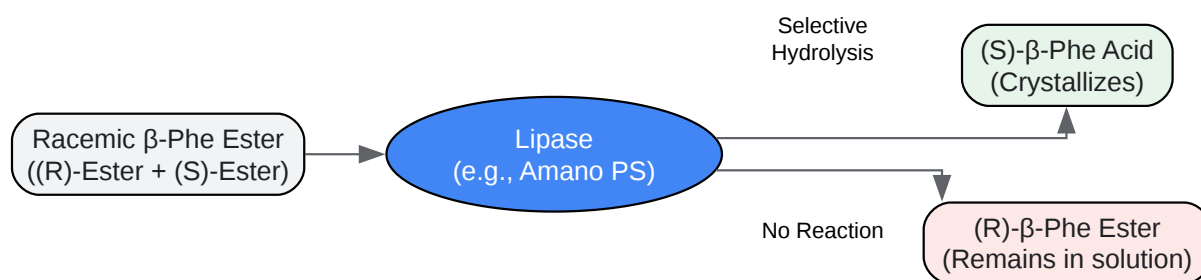 Racemic β-Phe Ester
((R)-Ester + (S)-Ester)
Lipase
(e.g., Amano PS)
Selective
Hydrolysis
(S)-β-Phe Acid
(Crystallizes)
No Reaction
(R)-β-Phe Ester
(Remains in solution)